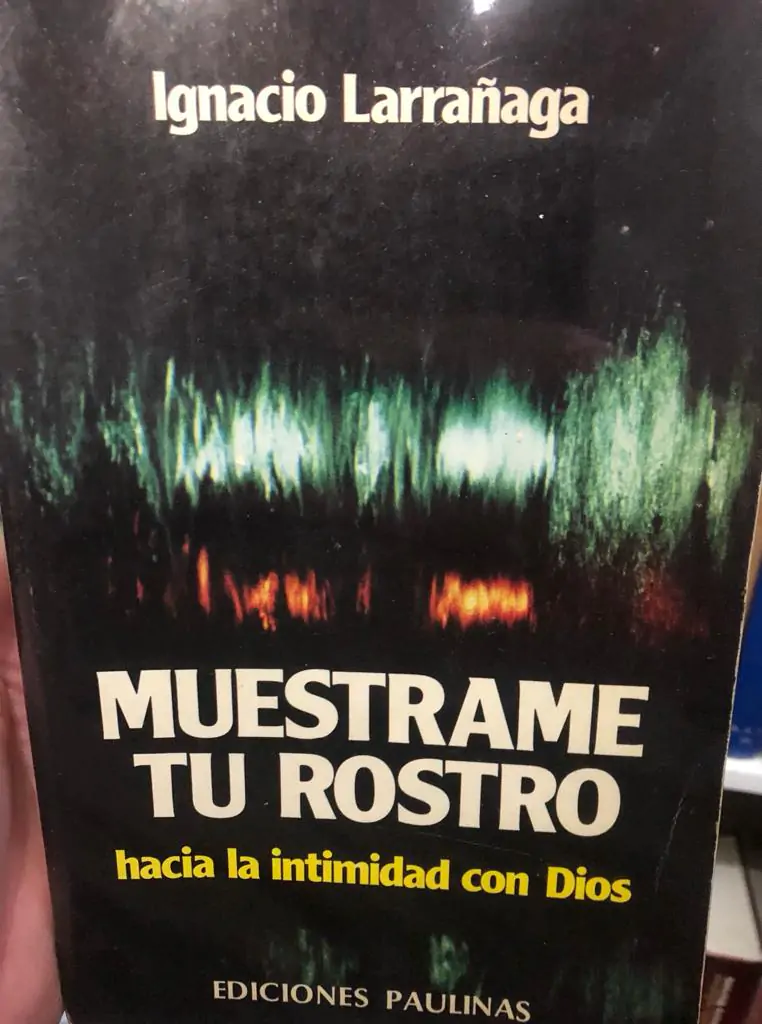 Ignacio Larrañaga
MUESTRAME
TU ROSTRO
hacia la intimidad con Dios
EDICIONES PAULINAS